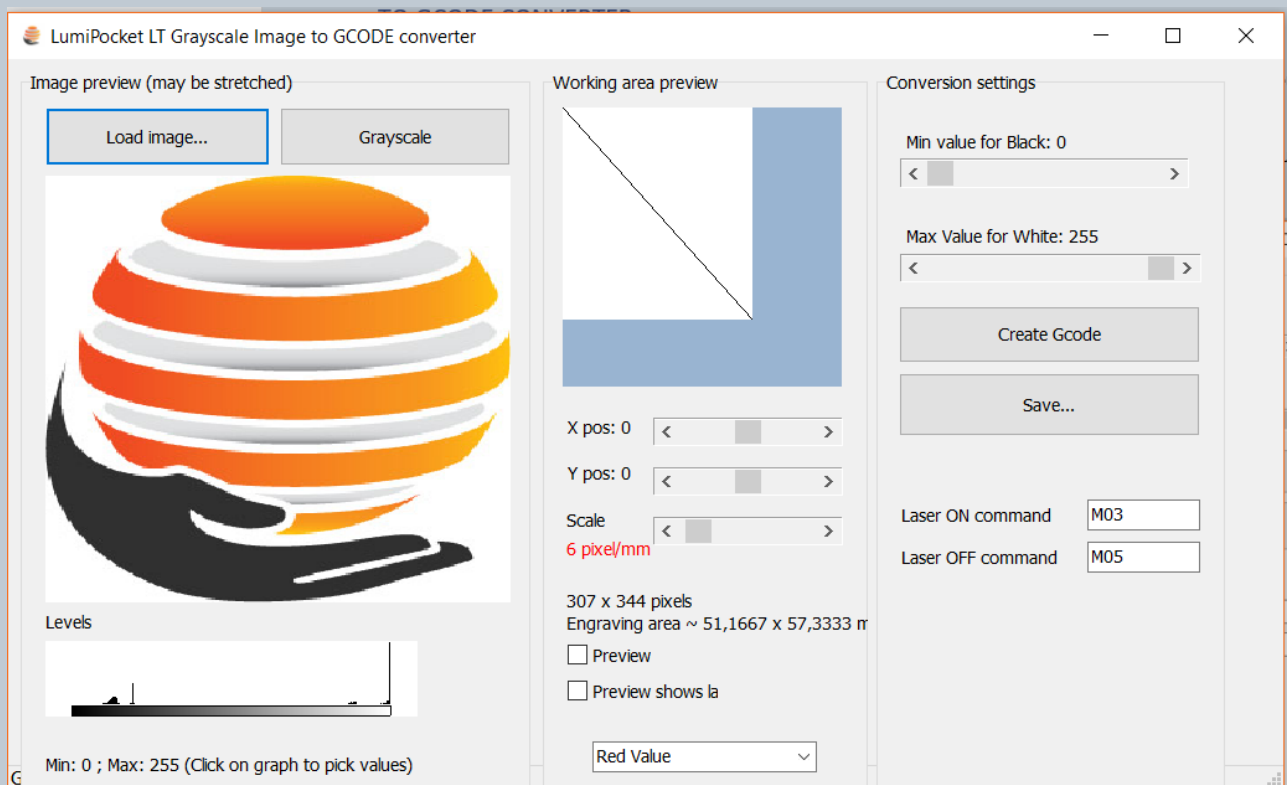 TO GCODE CONVERTER
LumiPocket LT Grayscale Image to GCODE converter
Image preview (may be stretched)
Load image...
Grayscale
Levels
Min: 0 ; Max: 255 (Click on graph to pick values)
G
Working area preview
X pos: 0
Y pos: 0
Scale
6 pixel/mm
307 x 344 pixels
Engraving area ~ 51,1667 x 57,3333 m
Preview
Preview shows la
Red Value
Conversion settings
Min value for Black: 0
Max Value for White: 255
Create Gcode
Save...
Laser ON command
M03
Laser OFF command
M05